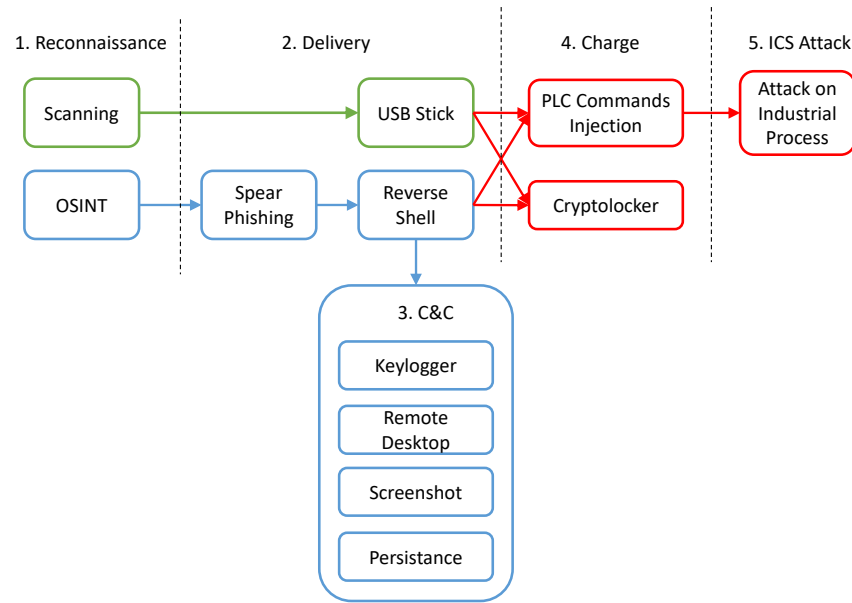 1. Reconnaissance
2. Delivery
4. Charge
5. ICS Attack
Scanning
USB Stick
PLC Commands
Injection
Attack on
Industrial
Process
OSINT
Spear
Phishing
Reverse
Shell
Cryptolocker
3. C&C
Keylogger
Remote
Desktop
Screenshot
Persistance